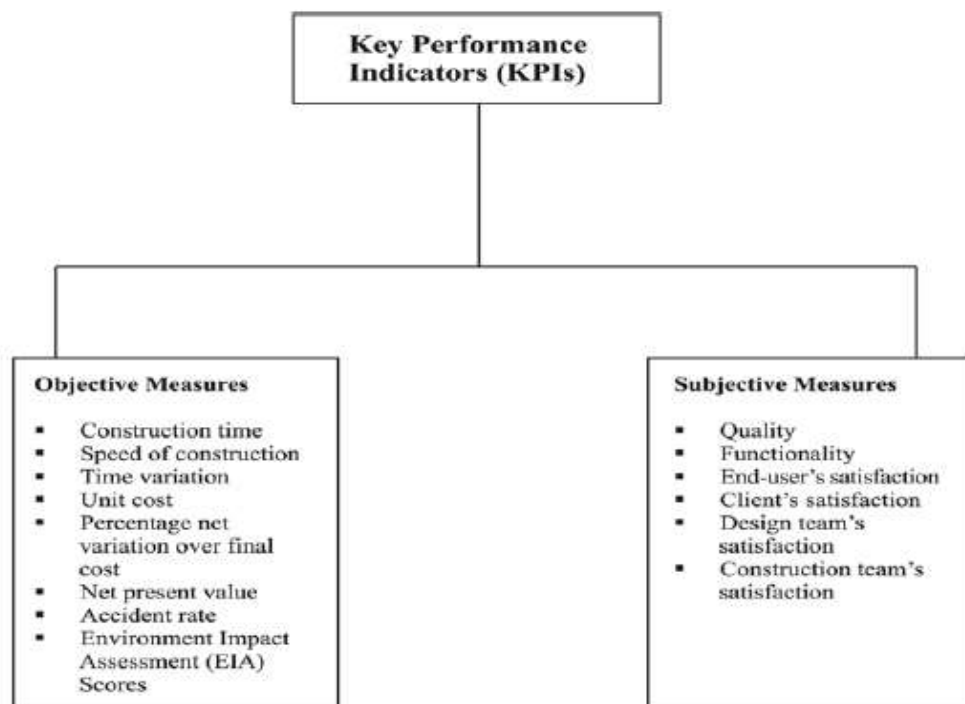 Key Performance
Indicators (KPIs)
Objective Measures
▪ Construction time
▪ Speed of construction
▪ Time variation
▪ Unit cost
▪ Percentage net
variation over final
cost
▪ Net present value
▪ Accident rate
▪ Environment Impact
Assessment (EIA)
Scores
Subjective Measures
▪ Quality
▪ Functionality
▪ End-user's satisfaction
▪ Client's satisfaction
▪ Design team's
satisfaction
▪ Construction team's
satisfaction